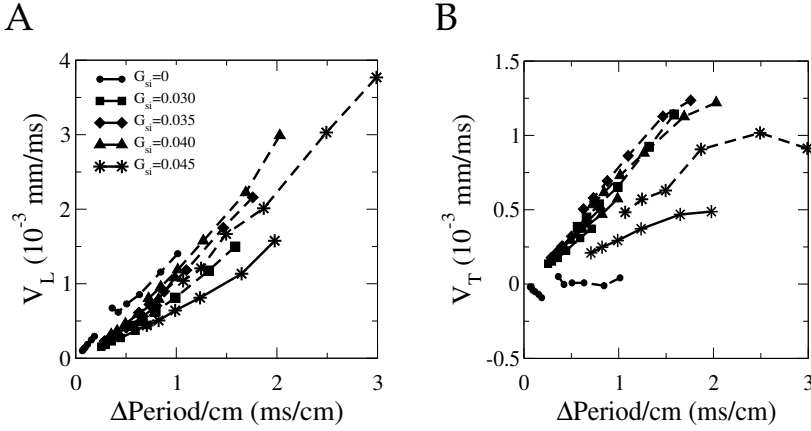 A
4
3
2
1
0
V_L (10^-3 mm/ms)
G_si=0
G_si=0.030
G_si=0.035
G_si=0.040
G_si=0.045
0 1 2 3
ΔPeriod/cm (ms/cm)
B
1.5
1
0.5
0
-0.5
V_T (10^-3 mm/ms)
0 1 2 3
ΔPeriod/cm (ms/cm)